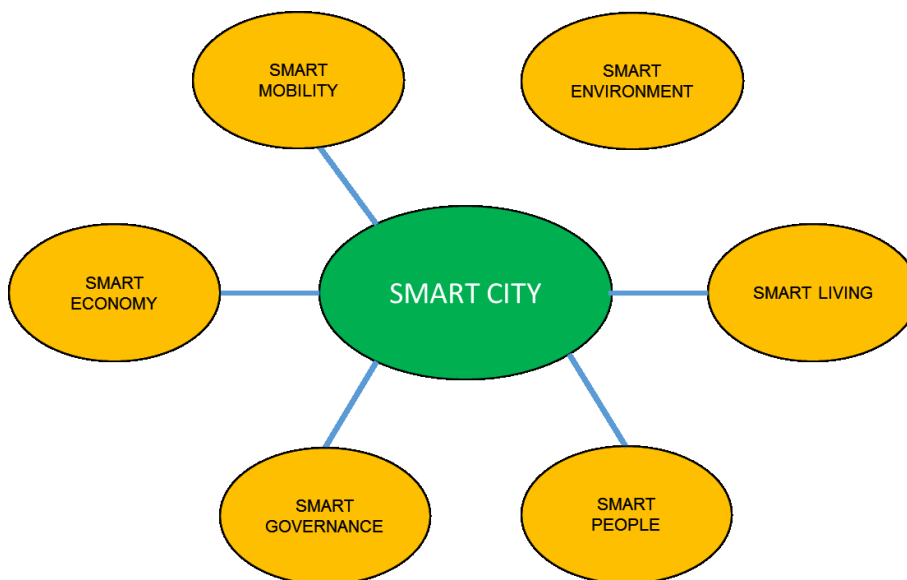 SMART
MOBILITY
SMART
ENVIRONMENT
SMART
ECONOMY
SMART CITY
SMART LIVING
SMART
GOVERNANCE
SMART
PEOPLE